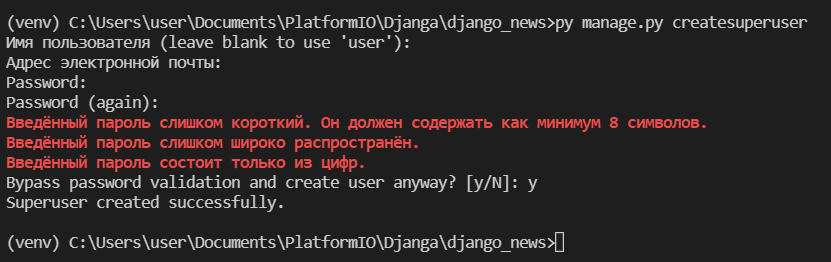 (venv) C:\Users\user\Documents\PlatformIO\Djanga\django_news>py manage.py createsuperuser
Имя пользователя (leave blank to use 'user'):
Адрес электронной почты:
Password:
Password (again):
Введённый пароль слишком короткий. Он должен содержать как минимум 8 символов.
Введённый пароль слишком широко распространён.
Введённый пароль состоит только из цифр.
Bypass password validation and create user anyway? [y/N]: y
Superuser created successfully.
(venv) C:\Users\user\Documents\PlatformIO\Djanga\django_news>